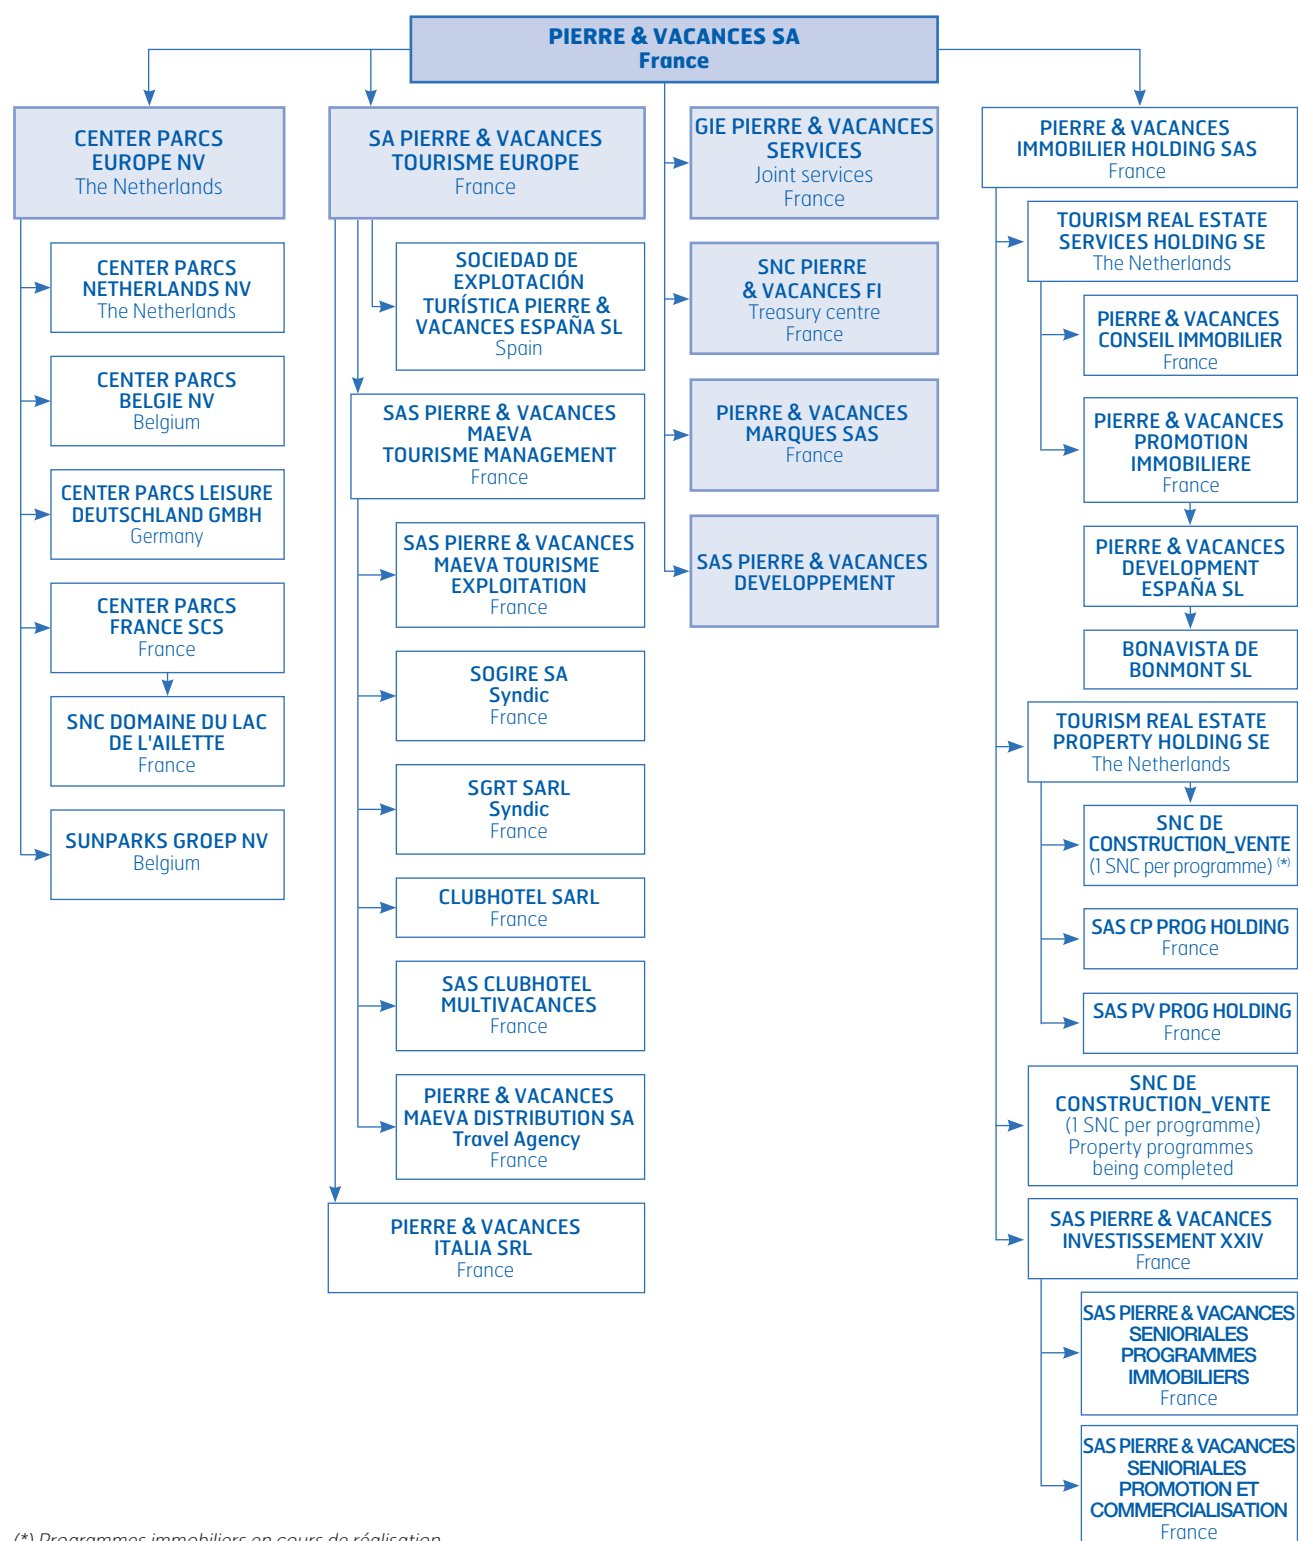 PIERRE & VACANCES SA
France
CENTER PARCS
EUROPE NV
The Netherlands
CENTER PARCS
NETHERLANDS NV
The Netherlands
CENTER PARCS
BELGIE NV
Belgium
CENTER PARCS LEISURE
DEUTSCHLAND GMBH
Germany
CENTER PARCS
FRANCE SCS
France
SNC DOMAINE DU LAC
DE L'AILETTE
France
SUNPARKS GROEP NV
Belgium
SA PIERRE & VACANCES
TOURISME EUROPE
France
SOCIEDAD DE
EXPLOTACIÓN
TURÍSTICA PIERRE &
VACANCES ESPAÑA SL
Spain
SAS PIERRE & VACANCES
MAEVA
TOURISME MANAGEMENT
France
SAS PIERRE & VACANCES
MAEVA TOURISME
EXPLOITATION
France
SOGIRE SA
Syndic
France
SGRT SARL
Syndic
France
CLUBHOTEL SARL
France
SAS CLUBHOTEL
MULTIVACANCES
France
PIERRE & VACANCES
MAEVA DISTRIBUTION SA
Travel Agency
France
PIERRE & VACANCES
ITALIA SRL
France
GIE PIERRE & VACANCES
SERVICES
Joint services
France
SNC PIERRE
& VACANCES FI
Treasury centre
France
PIERRE & VACANCES
MARQUES SAS
France
SAS PIERRE & VACANCES
DEVELOPPEMENT
PIERRE & VACANCES
IMMOBILIER HOLDING SAS
France
TOURISM REAL ESTATE
SERVICES HOLDING SE
The Netherlands
PIERRE & VACANCES
CONSEIL IMMOBILIER
France
PIERRE & VACANCES
PROMOTION
IMMOBILIERE
France
PIERRE & VACANCES
DEVELOPMENT
ESPAÑA SL
BONAVISTA DE
BONMONT SL
TOURISM REAL ESTATE
PROPERTY HOLDING SE
The Netherlands
SNC DE
CONSTRUCTION_VENTE
(1 SNC per programme) (*)
SAS CP PROG HOLDING
France
SAS PV PROG HOLDING
France
SNC DE
CONSTRUCTION_VENTE
(1 SNC per programme)
Property programmes
being completed
SAS PIERRE & VACANCES
INVESTISSEMENT XXIV
France
SAS PIERRE & VACANCES
SENIORIALES
PROGRAMMES
IMMOBILIERS
France
SAS PIERRE & VACANCES
SENIORIALES
PROMOTION ET
COMMERCIALISATION
France
(*) Programmes immobiliers en cours de réalisation